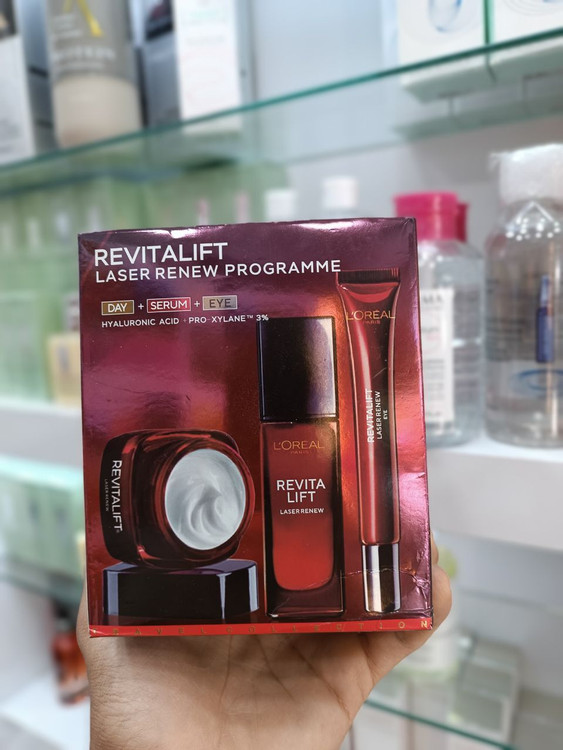 REVITALIFT
LASER RENEW PROGRAMME
DAY + SERUM + EYE
HYALURONIC ACID + PRO-XYLANE™ 3%
L'ORÉAL
PARIS
REVITALIFT
LASER RENEW
EYE
L'ORÉAL
PARIS
REVITA
LIFT
LASER RENEW
REVITALIFT
LASER RENEW